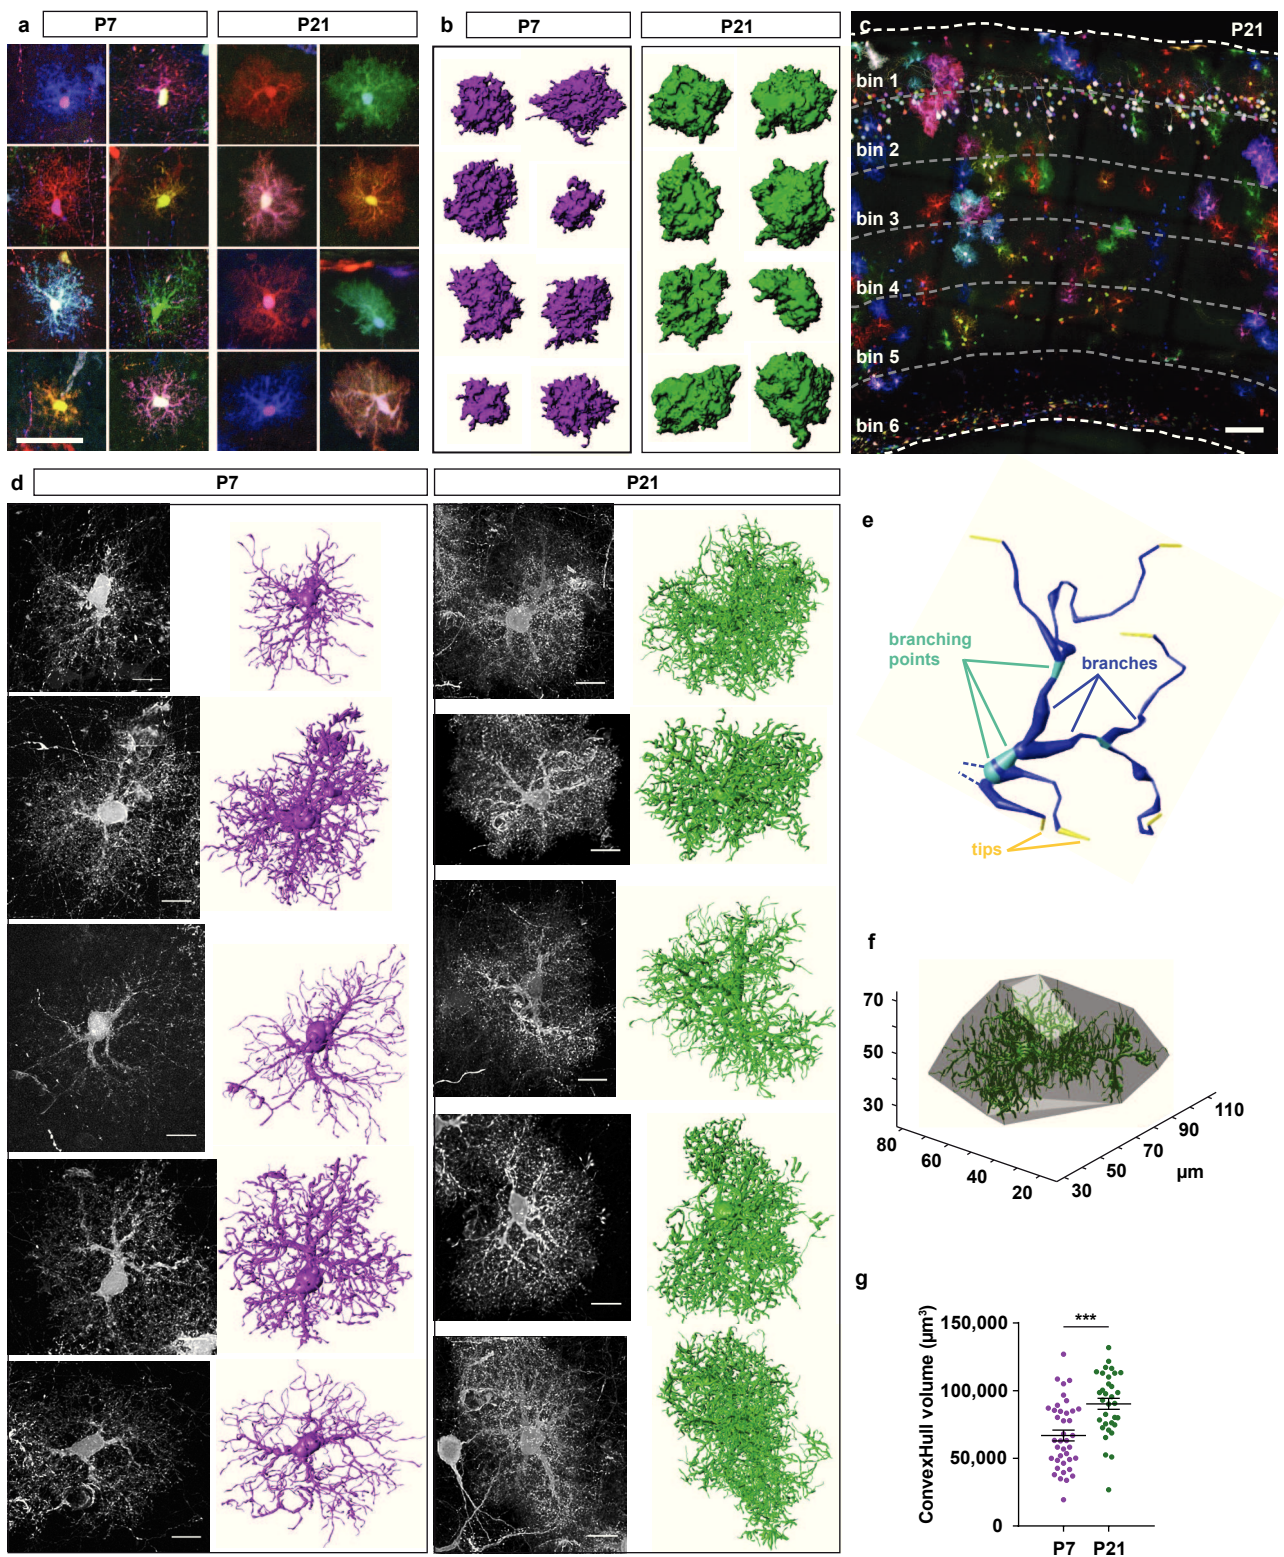 a
P7
P21
b
P7
P21
c
P21
bin 1
bin 2
bin 3
bin 4
bin 5
bin 6
d
P7
P21
e
branching
points
branches
tips
f
70
50
30
80
60
40
20
30
50
70
90
110
µm
g
ConvexHull volume (µm³)
150,000
100,000
50,000
0
***
P7
P21